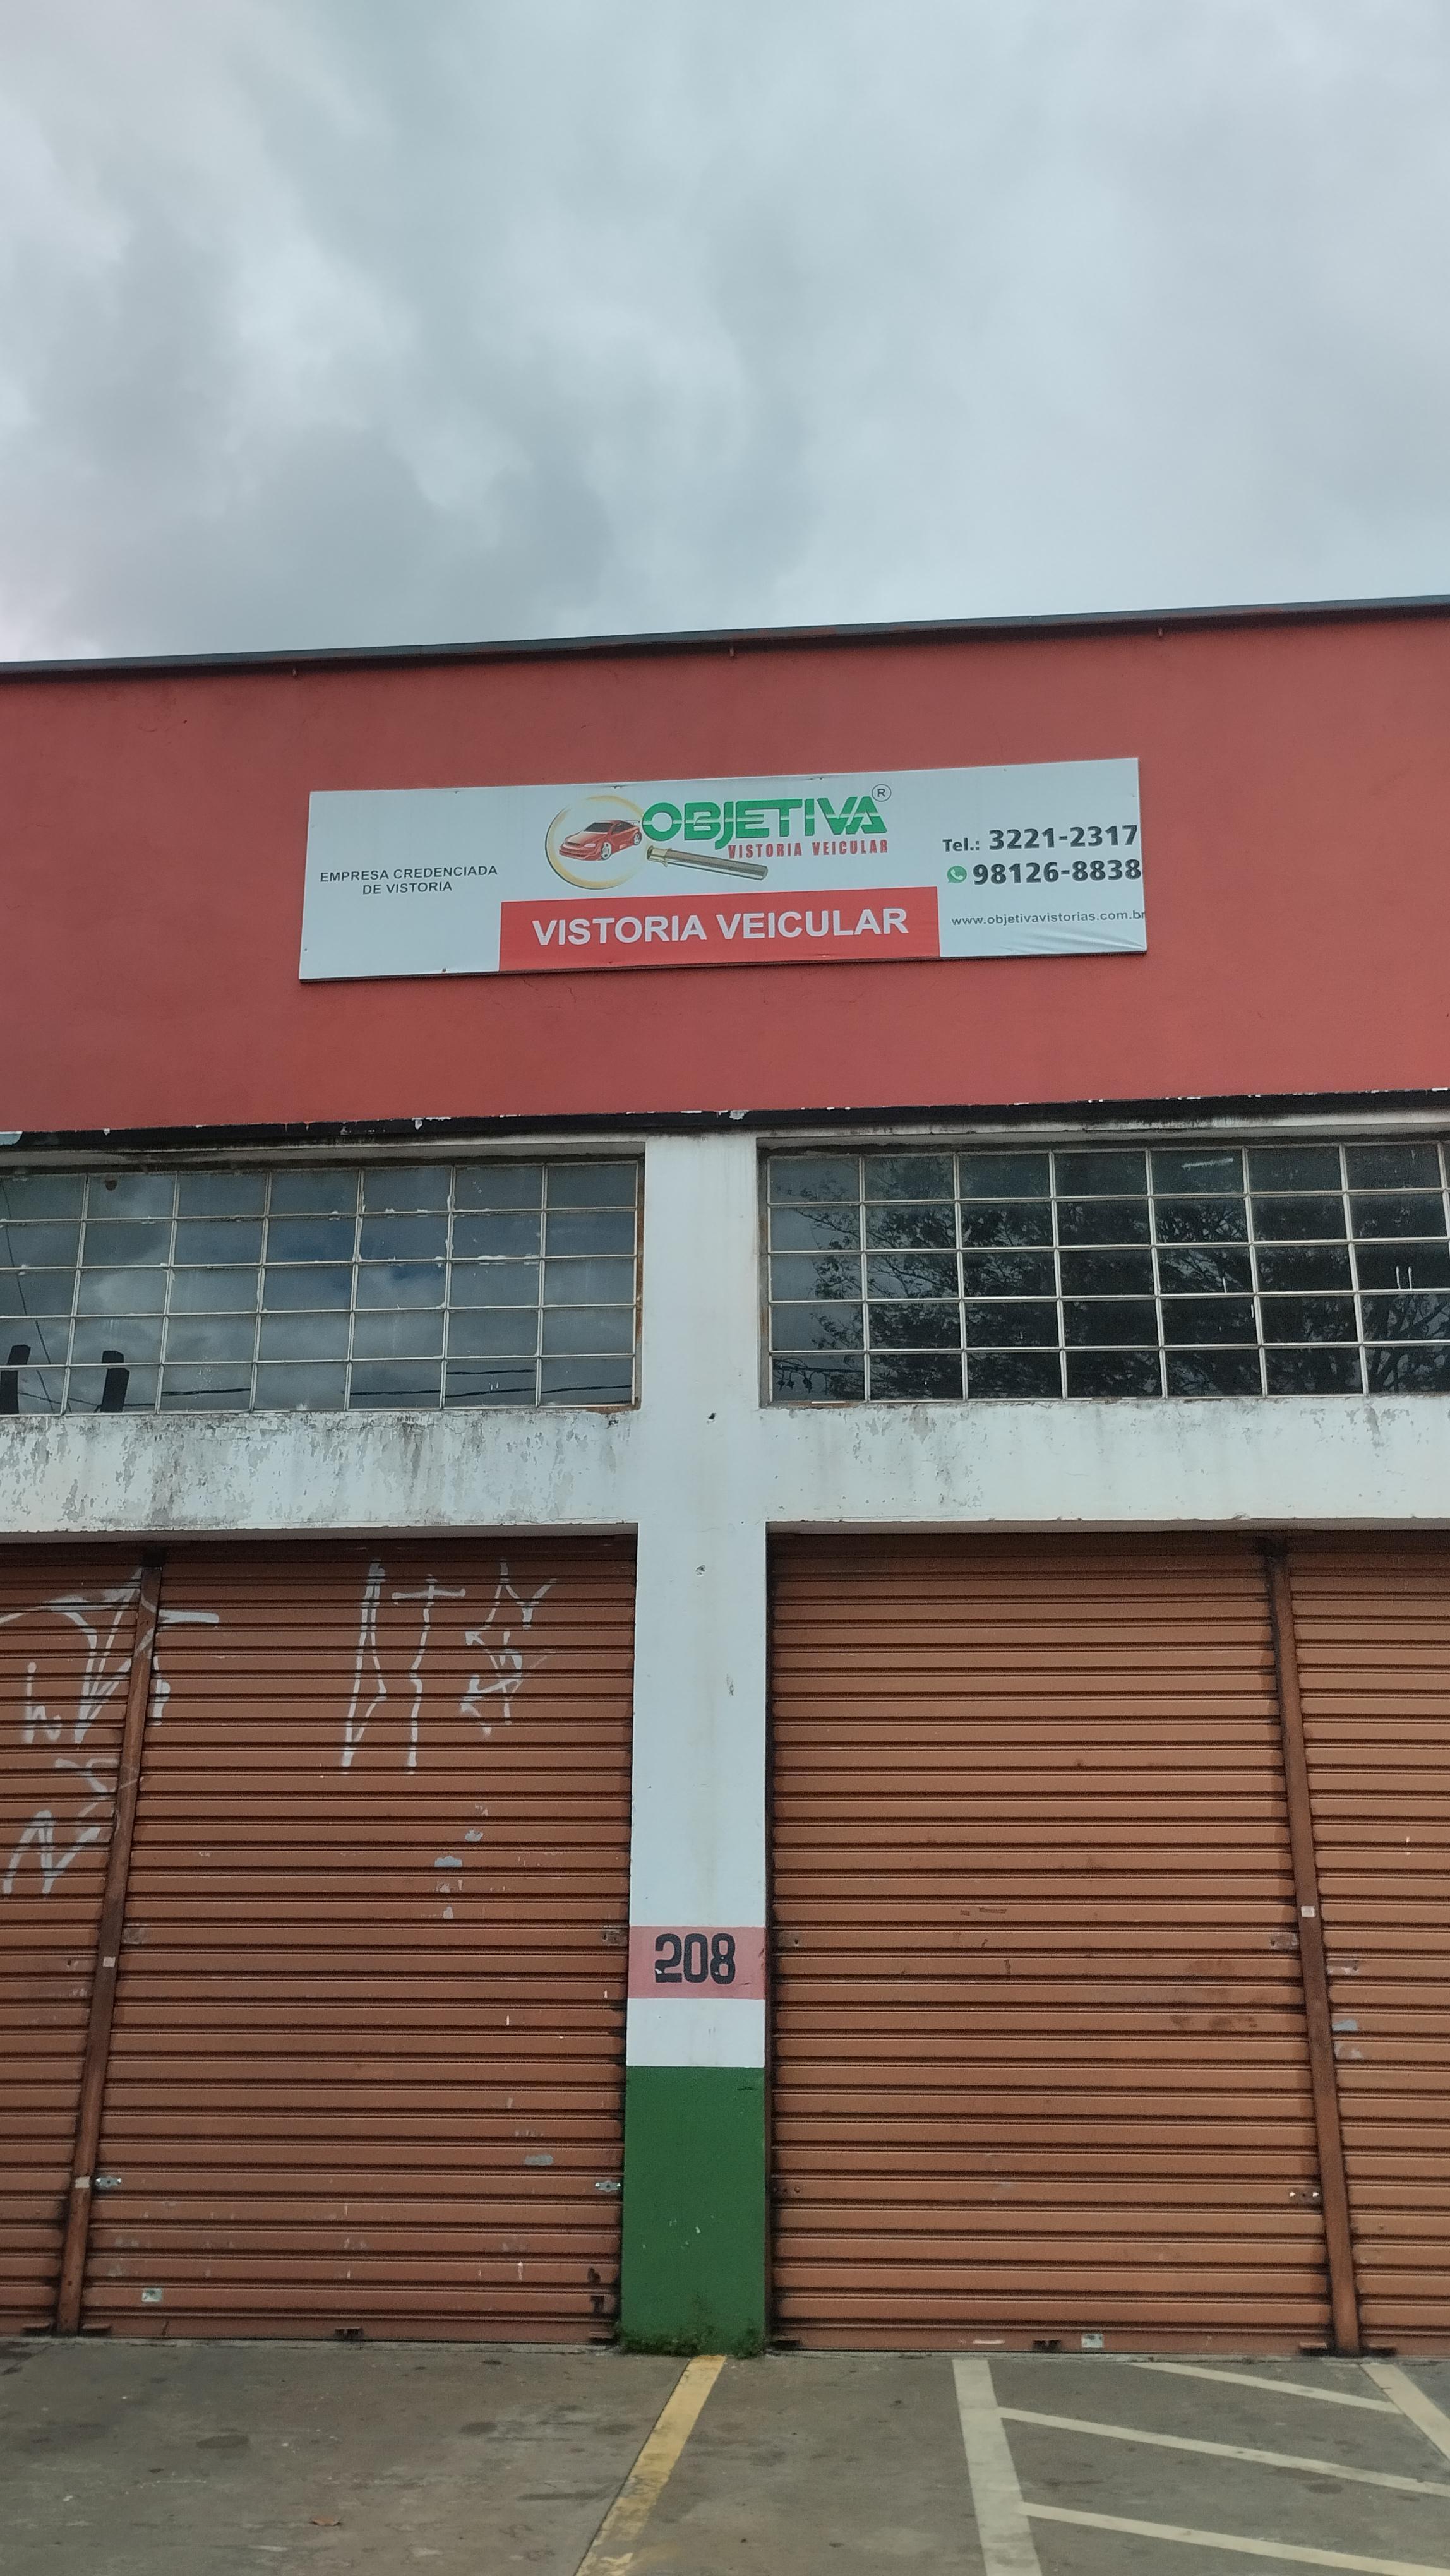 EMPRESA CREDENCIADA
DE VISTORIA
OBJETIVA®
VISTORIA VEICULAR
VISTORIA VEICULAR
Tel.: 3221-2317
98126-8838
www.objetivavistorias.com.br
208